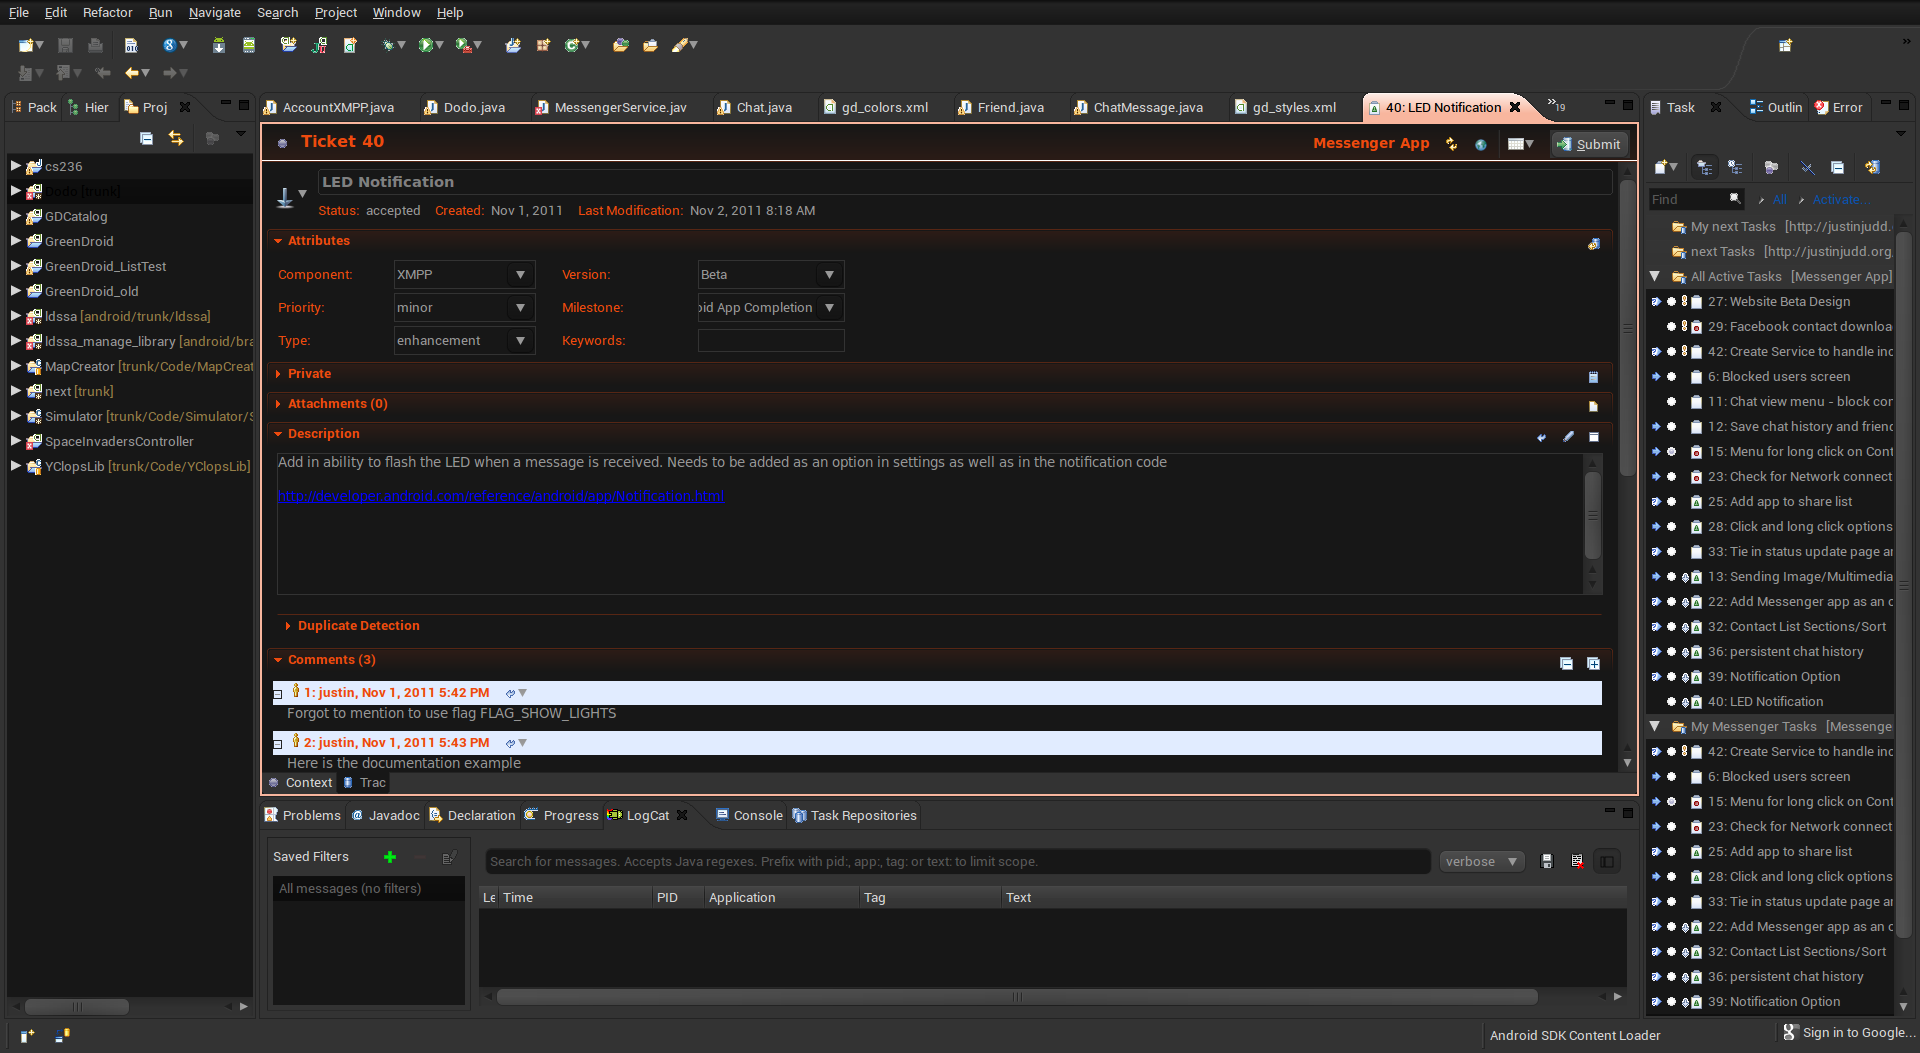 File Edit Refactor Run Navigate Search Project Window Help
Pack Hier Proj
AccountXMPP.java Dodo.java MessengerService.jav Chat.java gd_colors.xml Friend.java ChatMessage.java gd_styles.xml 40: LED Notification »19
Task Outlin Error
cs236
Dodo [trunk]
GDCatalog
GreenDroid
GreenDroid_ListTest
GreenDroid_old
ldssa [android/trunk/ldssa]
ldssa_manage_library [android/bra
MapCreator [trunk/Code/MapCreat
next [trunk]
Simulator [trunk/Code/Simulator/S
SpaceInvadersController
YClopsLib [trunk/Code/YClopsLib]
Ticket 40
Messenger App
Submit
LED Notification
Status: accepted Created: Nov 1, 2011 Last Modification: Nov 2, 2011 8:18 AM
Attributes
Component: XMPP Version: Beta
Priority: minor Milestone: oid App Completion
Type: enhancement Keywords:
Private
Attachments (0)
Description
Add in ability to flash the LED when a message is received. Needs to be added as an option in settings as well as in the notification code
http://developer.android.com/reference/android/app/Notification.html
Duplicate Detection
Comments (3)
1: justin, Nov 1, 2011 5:42 PM
Forgot to mention to use flag FLAG_SHOW_LIGHTS
2: justin, Nov 1, 2011 5:43 PM
Here is the documentation example
Context Trac
Problems Javadoc Declaration Progress LogCat Console Task Repositories
Saved Filters
All messages (no filters)
Search for messages. Accepts Java regexes. Prefix with pid:, app:, tag: or text: to limit scope.
verbose
Le Time PID Application Tag Text
Find All Activate...
My next Tasks [http://justinjudd.
next Tasks [http://justinjudd.org
All Active Tasks [Messenger App]
27: Website Beta Design
29: Facebook contact downloa
42: Create Service to handle inc
6: Blocked users screen
11: Chat view menu - block con
12: Save chat history and frienc
15: Menu for long click on Cont
23: Check for Network connect
25: Add app to share list
28: Click and long click options
33: Tie in status update page ar
13: Sending Image/Multimedia
22: Add Messenger app as an o
32: Contact List Sections/Sort
36: persistent chat history
39: Notification Option
40: LED Notification
My Messenger Tasks [Messenge
42: Create Service to handle inc
6: Blocked users screen
15: Menu for long click on Cont
23: Check for Network connect
25: Add app to share list
28: Click and long click options
33: Tie in status update page ar
22: Add Messenger app as an o
32: Contact List Sections/Sort
36: persistent chat history
39: Notification Option
Android SDK Content Loader
Sign in to Google...